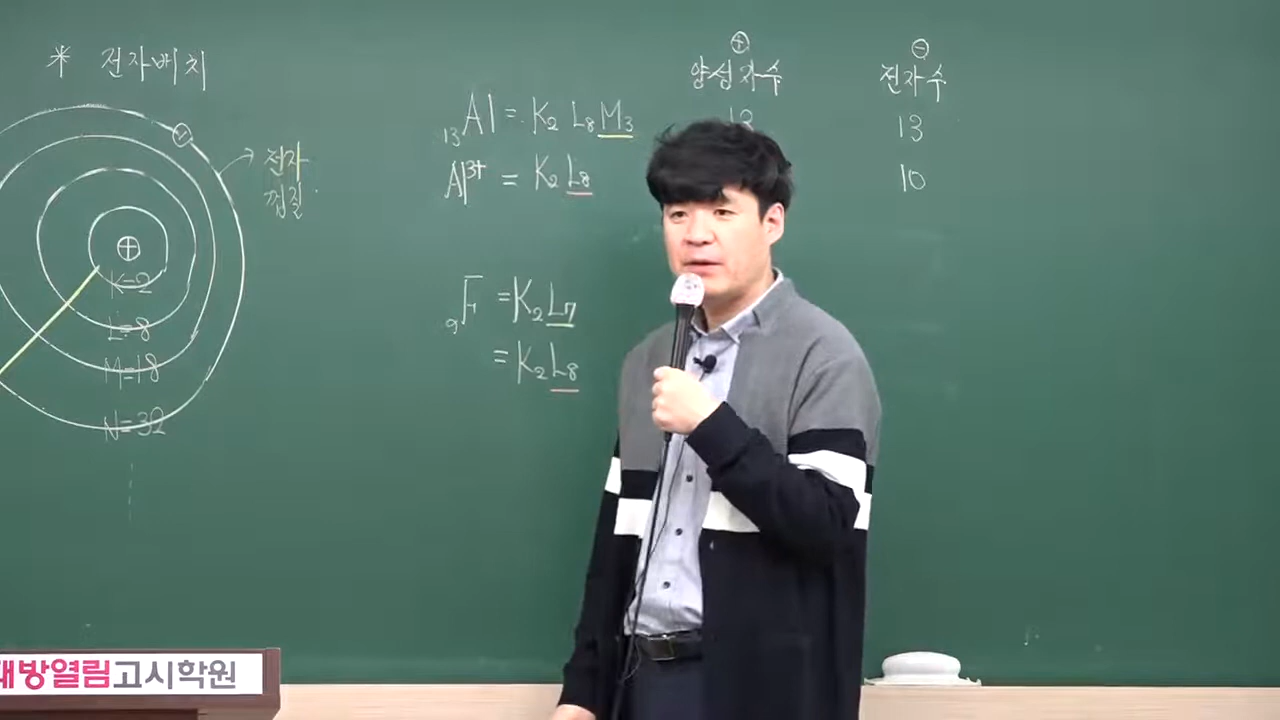 * 전자배치
⊖
전자
껍질
⊕
K=2
L=8
M=18
N=32
₁₃Al = K₂ L₈ M₃
Al³⁺ = K₂ L₈
₉F = K₂ L₇
= K₂ L₈
⊕ ⊖
양성자수 전자수
13 13
10
대방열림고시학원